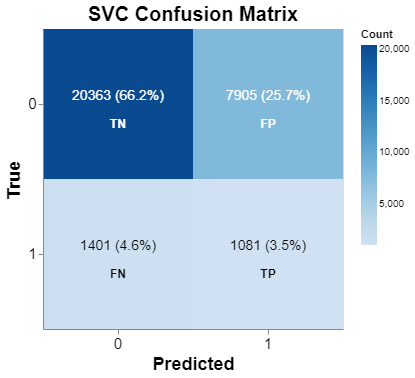 SVC Confusion Matrix
Count
20,000
15,000
10,000
5,000
True
0
20363 (66.2%)
7905 (25.7%)
TN
FP
1
1401 (4.6%)
1081 (3.5%)
FN
TP
0
1
Predicted